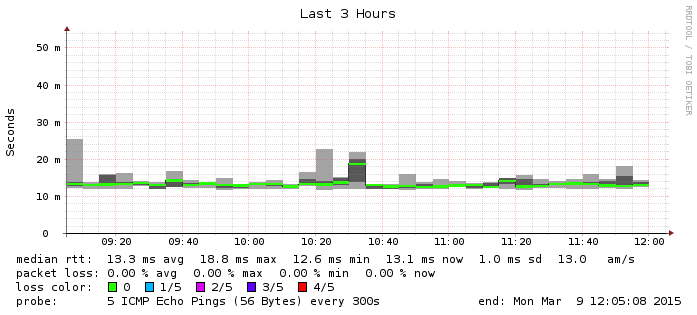 Last 3 Hours
RRDTOOL / TOBI OETIKER
Seconds
50 m
40 m
30 m
20 m
10 m
0
09:20 09:40 10:00 10:20 10:40 11:00 11:20 11:40 12:00
median rtt: 13.3 ms avg 18.8 ms max 12.6 ms min 13.1 ms now 1.0 ms sd 13.0 am/s
packet loss: 0.00 % avg 0.00 % max 0.00 % min 0.00 % now
loss color: 0 1/5 2/5 3/5 4/5
probe: 5 ICMP Echo Pings (56 Bytes) every 300s end: Mon Mar 9 12:05:08 2015